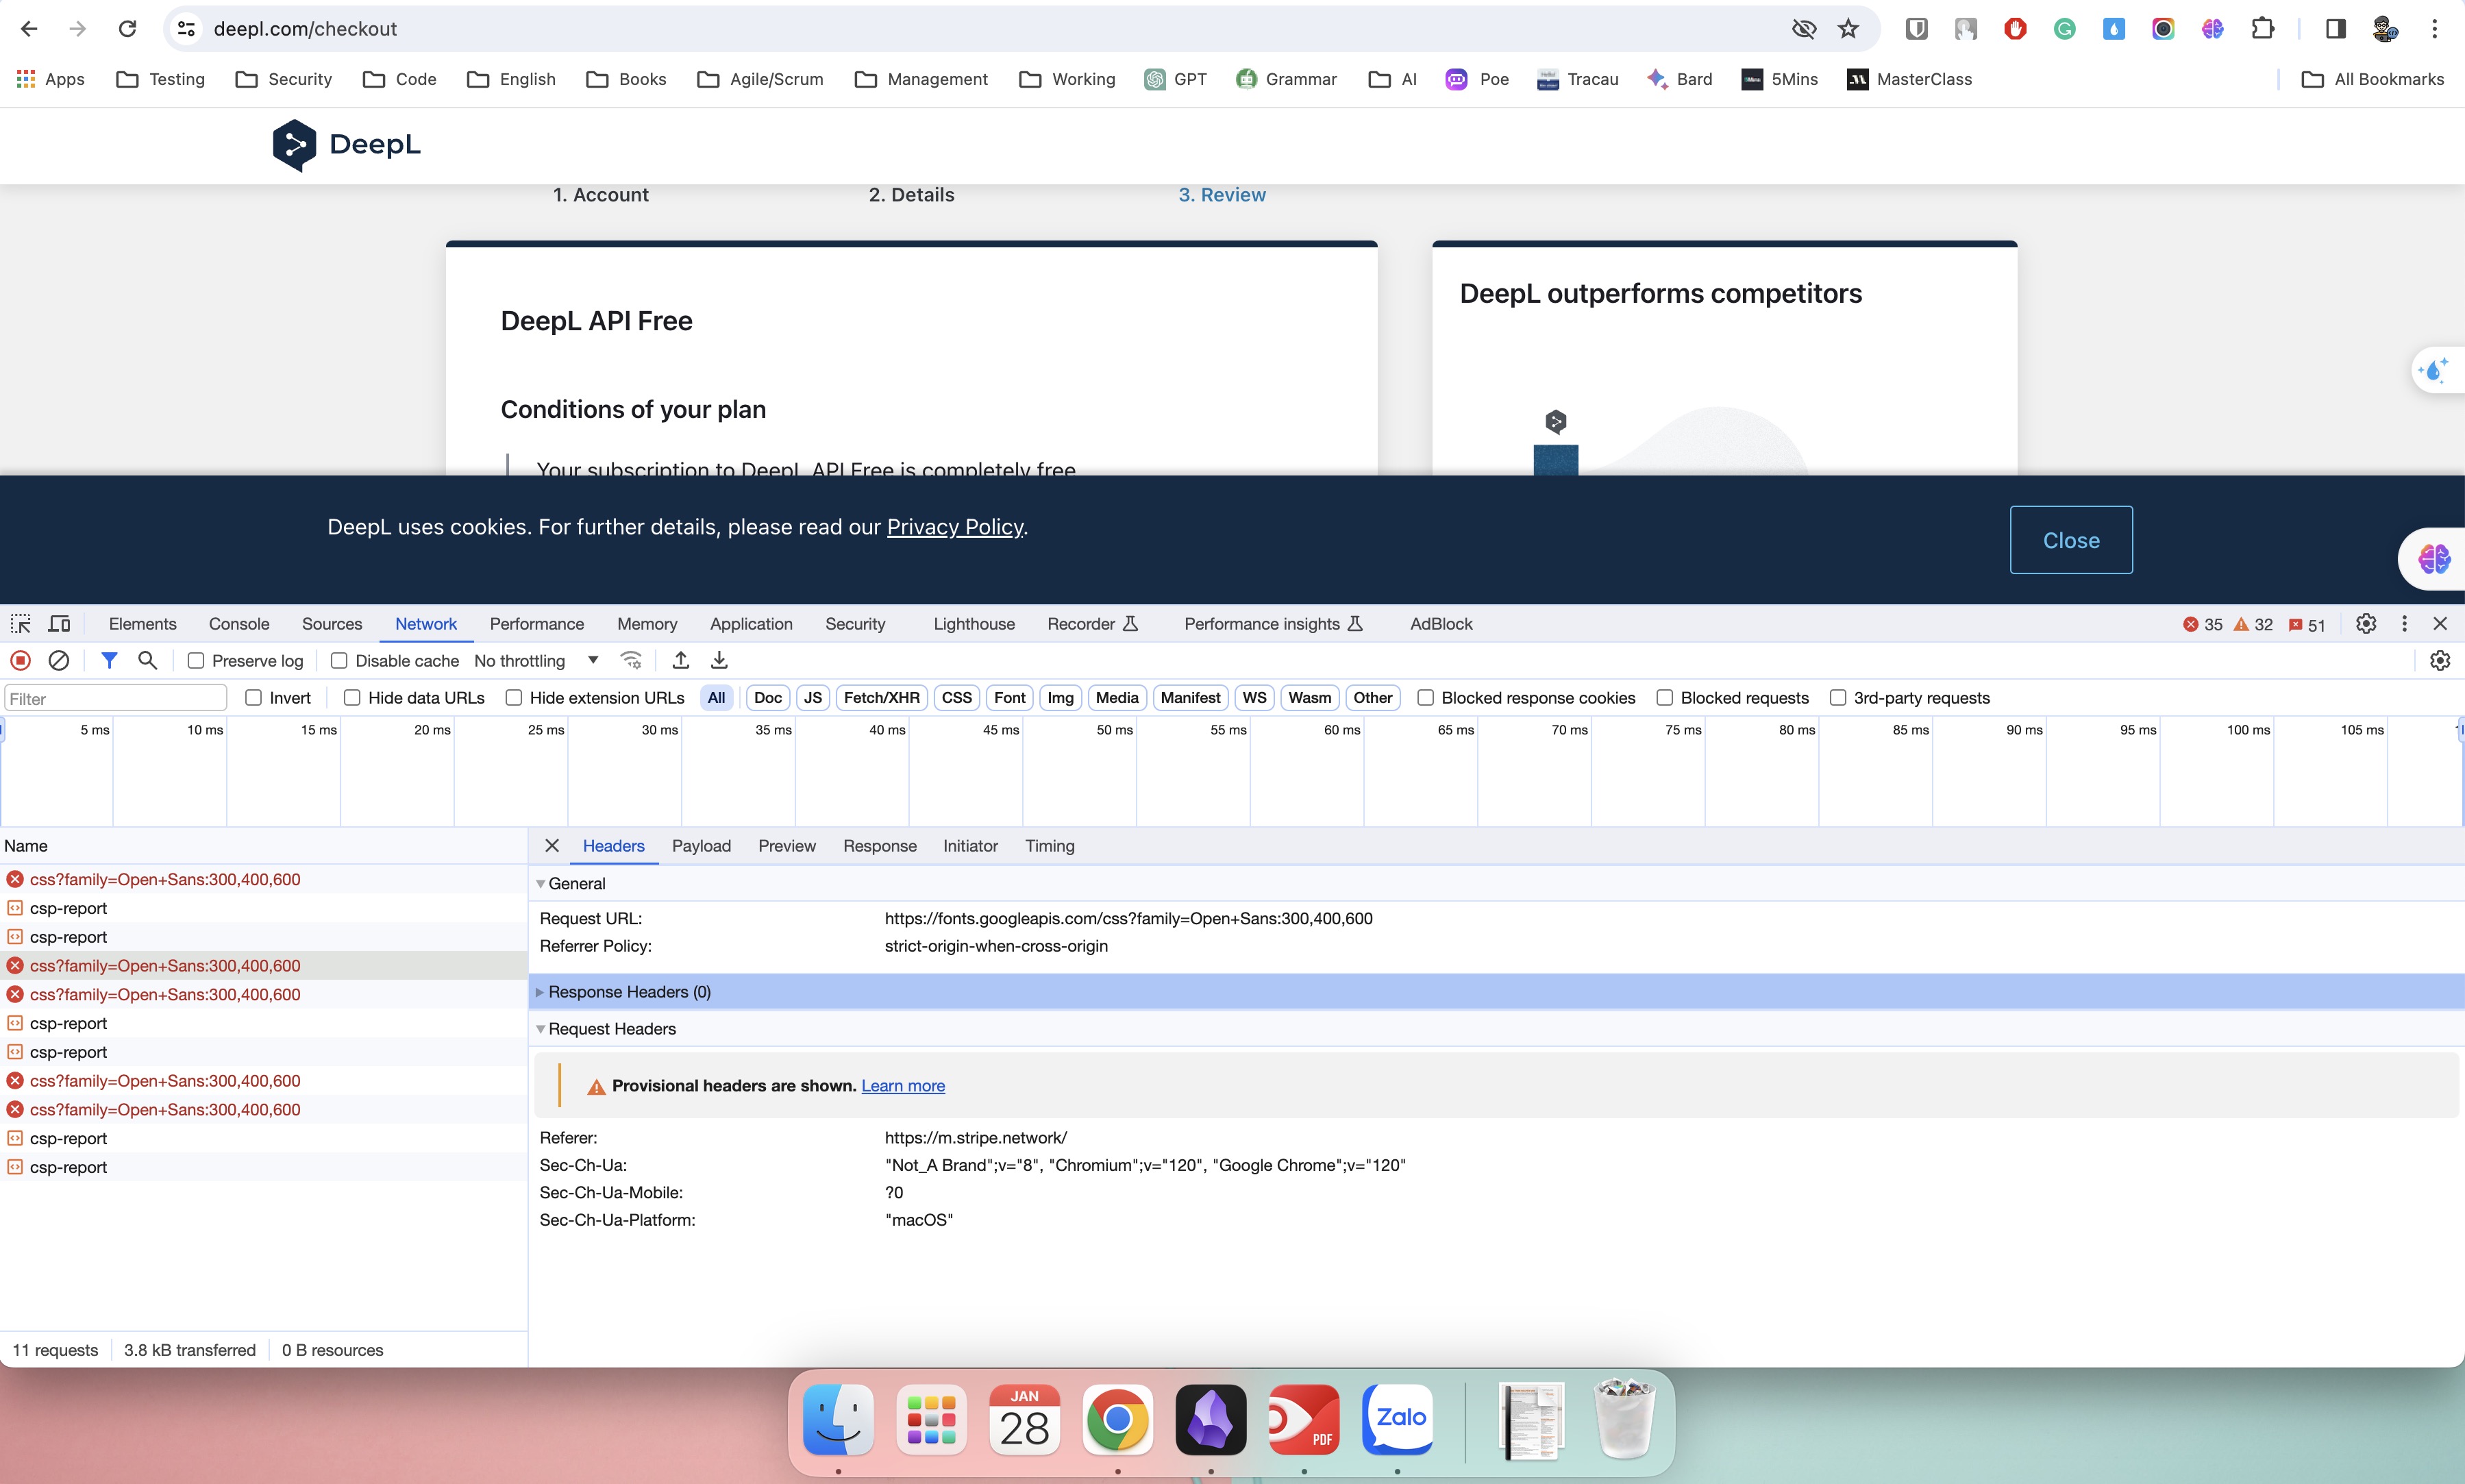 deepl.com/checkout
Apps Testing Security Code English Books Agile/Scrum Management Working GPT Grammar AI Poe Tracau Bard 5Mins MasterClass All Bookmarks
DeepL
1. Account 2. Details 3. Review
DeepL API Free
Conditions of your plan
Your subscription to DeepL API Free is completely free
DeepL outperforms competitors
DeepL uses cookies. For further details, please read our Privacy Policy.
Close
Elements Console Sources Network Performance Memory Application Security Lighthouse Recorder Performance insights AdBlock 35 32 51
Preserve log Disable cache No throttling
Filter Invert Hide data URLs Hide extension URLs All Doc JS Fetch/XHR CSS Font Img Media Manifest WS Wasm Other Blocked response cookies Blocked requests 3rd-party requests
5 ms 10 ms 15 ms 20 ms 25 ms 30 ms 35 ms 40 ms 45 ms 50 ms 55 ms 60 ms 65 ms 70 ms 75 ms 80 ms 85 ms 90 ms 95 ms 100 ms 105 ms
Name
css?family=Open+Sans:300,400,600
csp-report
csp-report
css?family=Open+Sans:300,400,600
css?family=Open+Sans:300,400,600
csp-report
csp-report
css?family=Open+Sans:300,400,600
css?family=Open+Sans:300,400,600
csp-report
csp-report
11 requests 3.8 kB transferred 0 B resources
Headers Payload Preview Response Initiator Timing
General
Request URL: https://fonts.googleapis.com/css?family=Open+Sans:300,400,600
Referrer Policy: strict-origin-when-cross-origin
Response Headers (0)
Request Headers
Provisional headers are shown. Learn more
Referer: https://m.stripe.network/
Sec-Ch-Ua: "Not_A Brand";v="8", "Chromium";v="120", "Google Chrome";v="120"
Sec-Ch-Ua-Mobile: ?0
Sec-Ch-Ua-Platform: "macOS"
JAN
28
PDF
Zalo